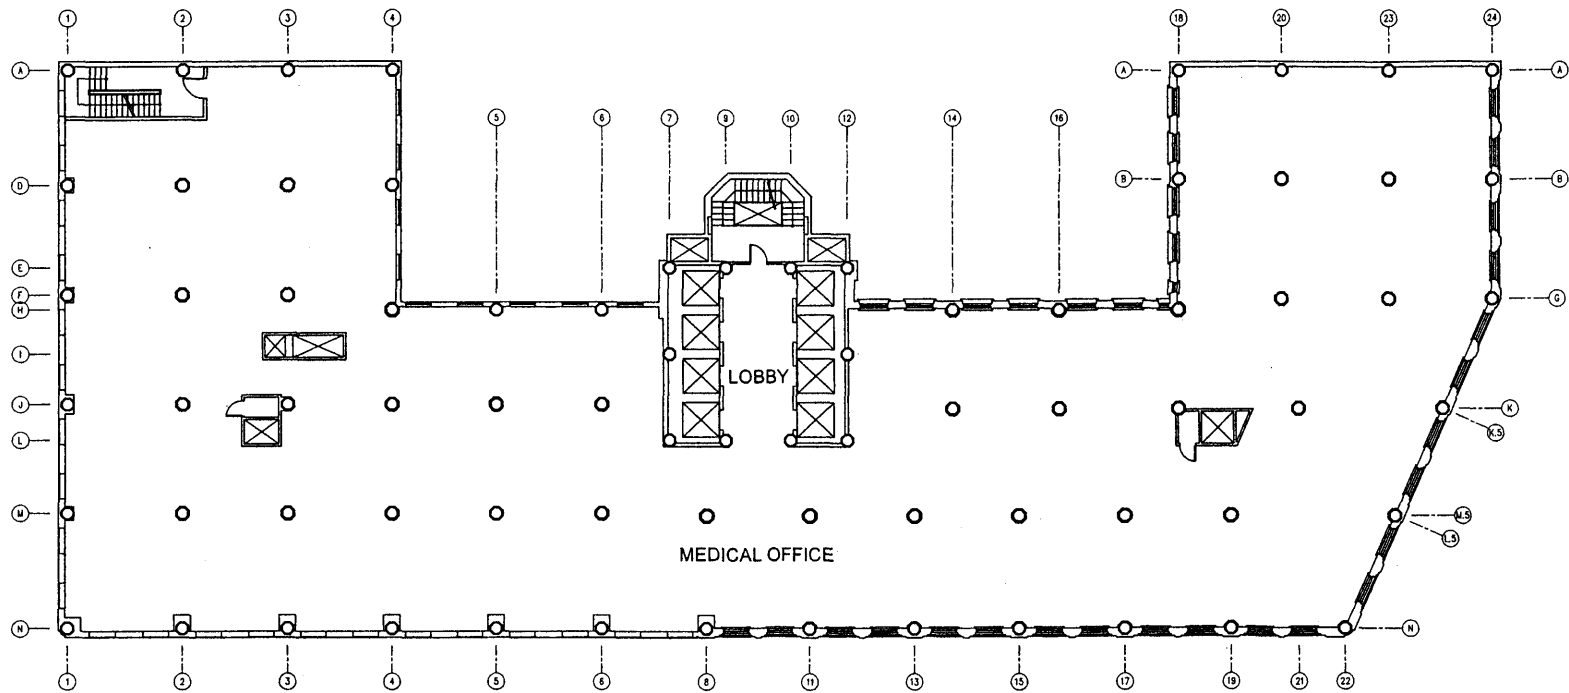 1 2 3 4 18 20 23 24
A A A
5 6 7 9 10 12 14 16
D B B
E
F G
H
I
LOBBY
J K
K.5
L
M M.5
L.5
MEDICAL OFFICE
N N
1 2 3 4 5 6 8 11 13 15 17 19 21 22